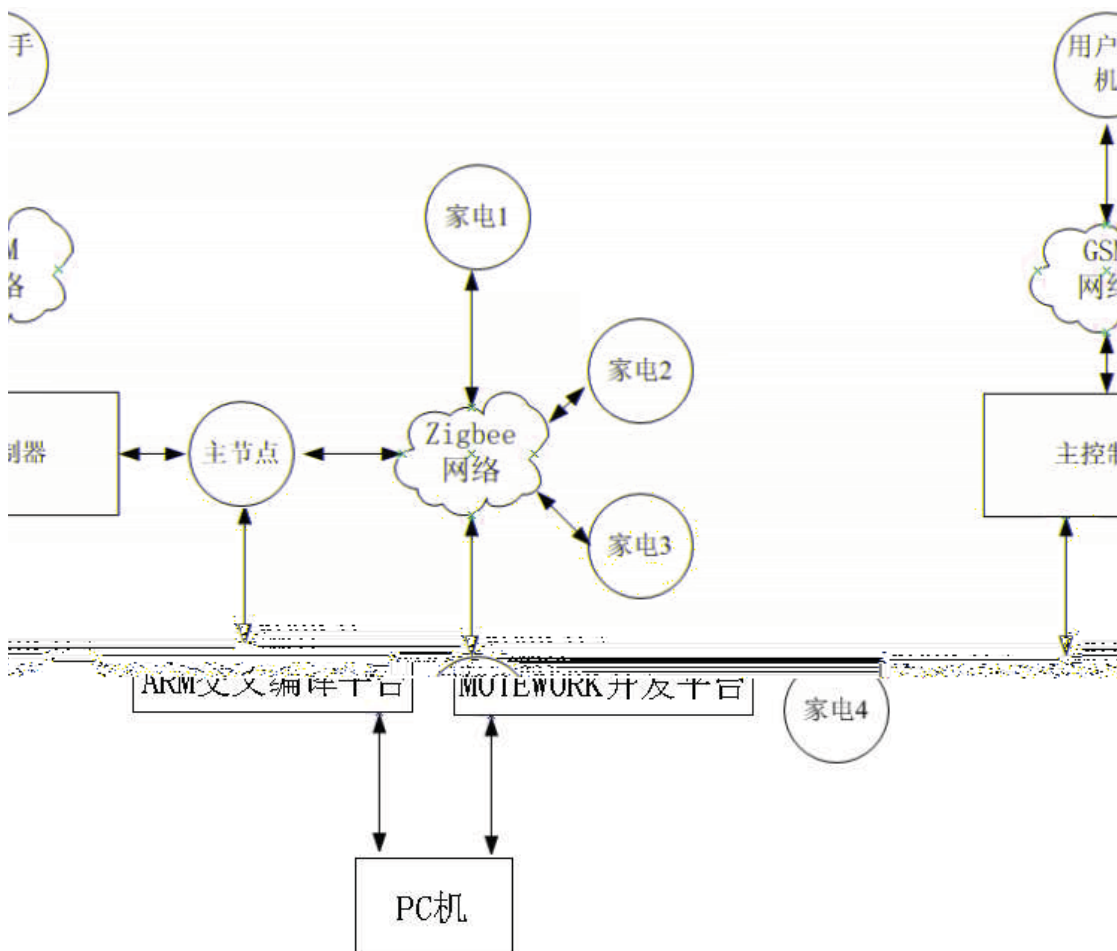 手
用户
机
家电1
M
络
GSM
网络
家电2
Zigbee
网络
制器
主节点
主控制
家电3
ARM交叉编译平台
MOTEWORK开发平台
家电4
PC机